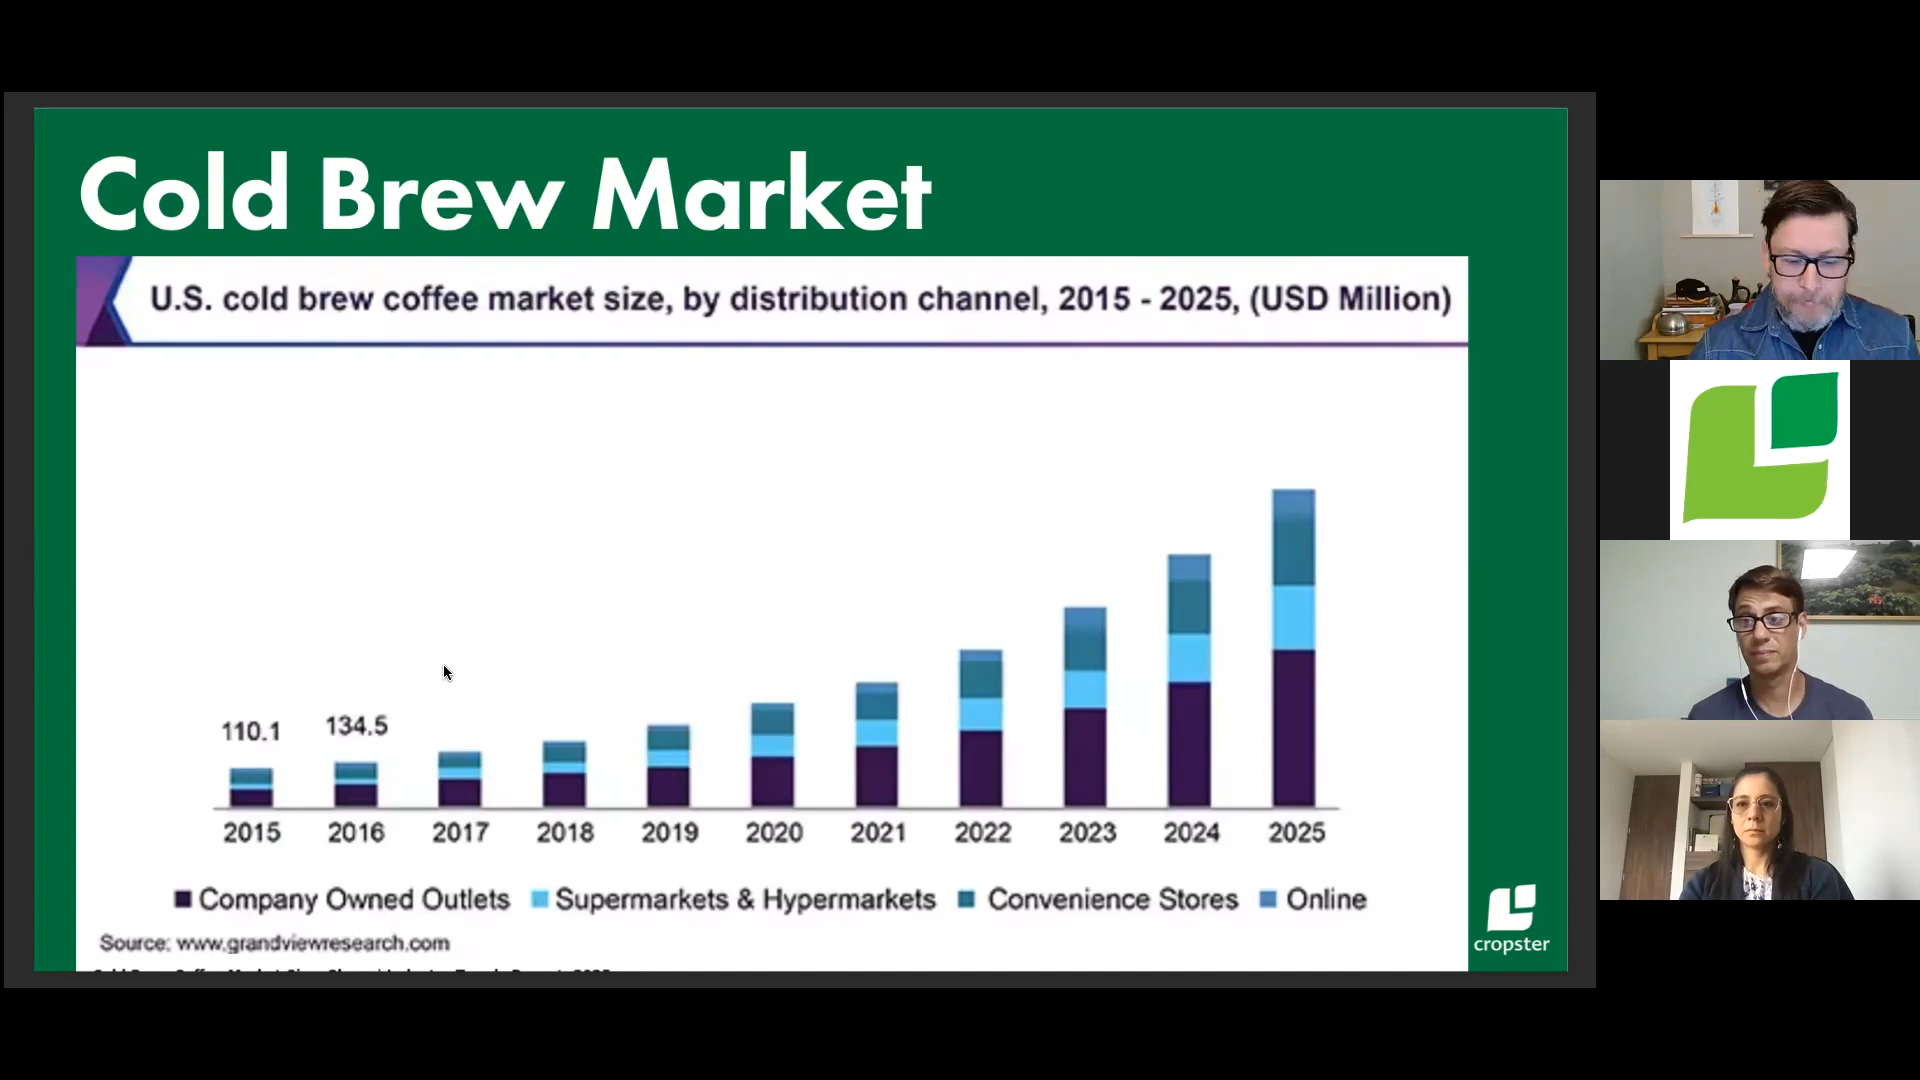 Cold Brew Market
U.S. cold brew coffee market size, by distribution channel, 2015 - 2025, (USD Million)
110.1 134.5
2015 2016 2017 2018 2019 2020 2021 2022 2023 2024 2025
Company Owned Outlets Supermarkets & Hypermarkets Convenience Stores Online
Source: www.grandviewresearch.com
cropster